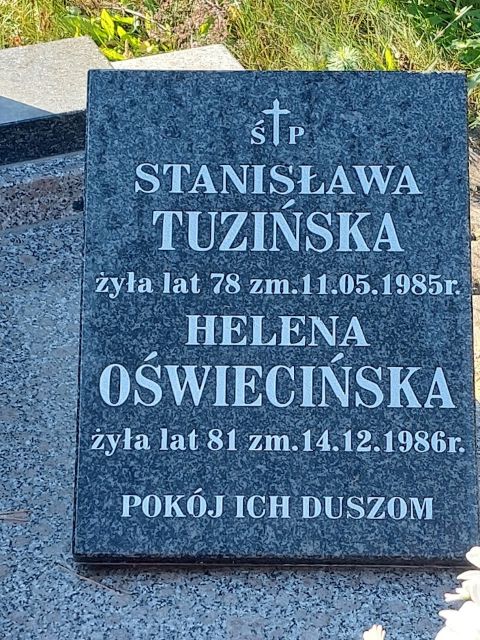 Ś P
STANISŁAWA
TUZIŃSKA
żyła lat 78 zm.11.05.1985r.
HELENA
OŚWIECIŃSKA
żyła lat 81 zm.14.12.1986r.
POKÓJ ICH DUSZOM